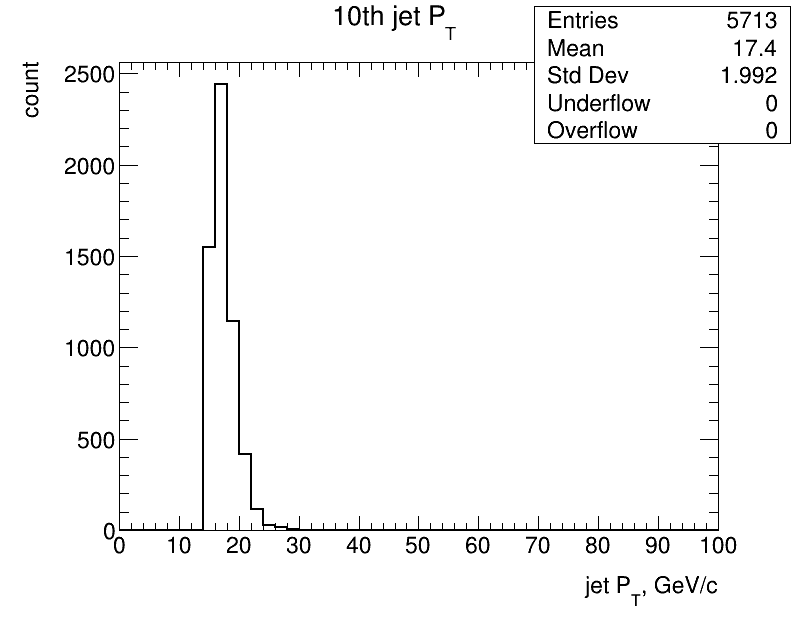 10th jet P_T
Entries 5713
Mean 17.4
Std Dev 1.992
Underflow 0
Overflow 0
count
2500
2000
1500
1000
500
0
0 10 20 30 40 50 60 70 80 90 100
jet P_T, GeV/c